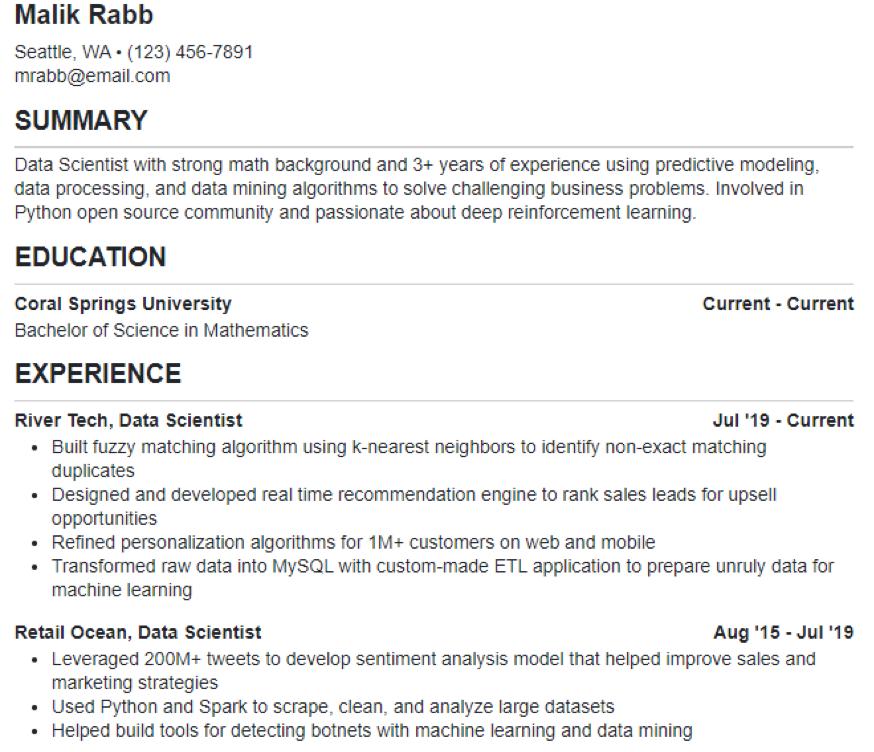 Malik Rabb
Seattle, WA • (123) 456-7891
mrabb@email.com
SUMMARY
Data Scientist with strong math background and 3+ years of experience using predictive modeling,
data processing, and data mining algorithms to solve challenging business problems. Involved in
Python open source community and passionate about deep reinforcement learning.
EDUCATION
Coral Springs University Current - Current
Bachelor of Science in Mathematics
EXPERIENCE
River Tech, Data Scientist Jul '19 - Current
• Built fuzzy matching algorithm using k-nearest neighbors to identify non-exact matching
duplicates
• Designed and developed real time recommendation engine to rank sales leads for upsell
opportunities
• Refined personalization algorithms for 1M+ customers on web and mobile
• Transformed raw data into MySQL with custom-made ETL application to prepare unruly data for
machine learning
Retail Ocean, Data Scientist Aug '15 - Jul '19
• Leveraged 200M+ tweets to develop sentiment analysis model that helped improve sales and
marketing strategies
• Used Python and Spark to scrape, clean, and analyze large datasets
• Helped build tools for detecting botnets with machine learning and data mining